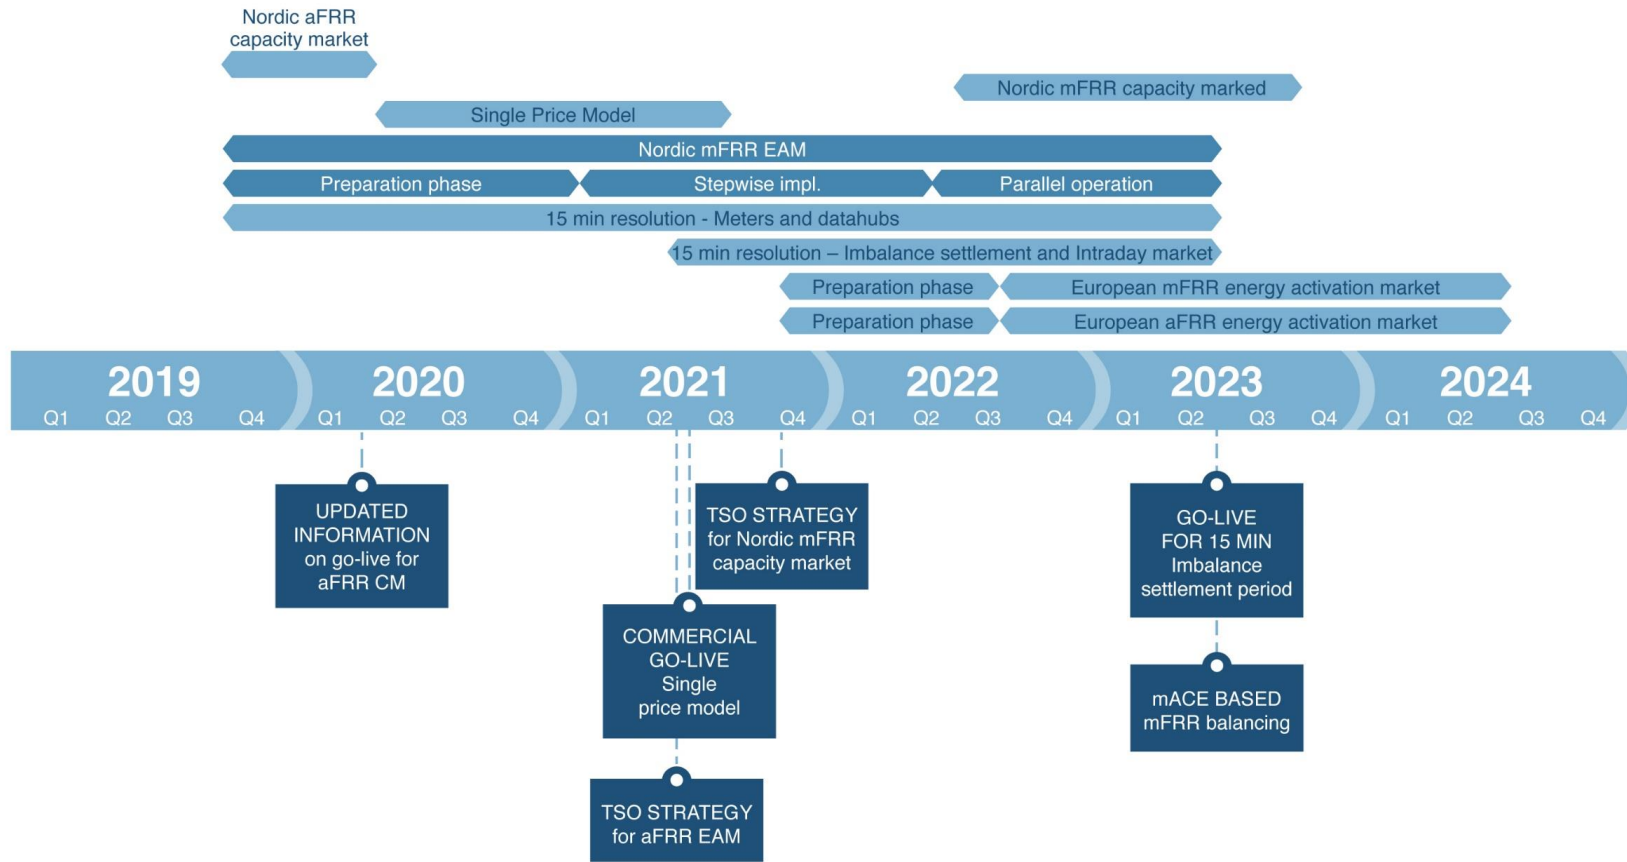 Nordic aFRR
capacity market
Nordic mFRR capacity marked
Single Price Model
Nordic mFRR EAM
Preparation phase
Stepwise impl.
Parallel operation
15 min resolution - Meters and datahubs
15 min resolution – Imbalance settlement and Intraday market
Preparation phase
European mFRR energy activation market
Preparation phase
European aFRR energy activation market
2019
2020
2021
2022
2023
2024
Q1 Q2 Q3 Q4
Q1 Q2 Q3 Q4
Q1 Q2 Q3 Q4
Q1 Q2 Q3 Q4
Q1 Q2 Q3 Q4
Q1 Q2 Q3 Q4
UPDATED
INFORMATION
on go-live for
aFRR CM
TSO STRATEGY
for Nordic mFRR
capacity market
GO-LIVE
FOR 15 MIN
Imbalance
settlement period
COMMERCIAL
GO-LIVE
Single
price model
mACE BASED
mFRR balancing
TSO STRATEGY
for aFRR EAM